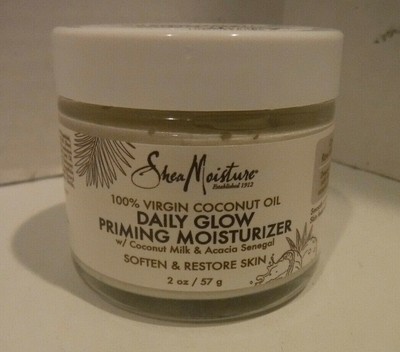 SheaMoisture
Established 1912
100% VIRGIN COCONUT OIL
DAILY GLOW
PRIMING MOISTURIZER
w/ Coconut Milk & Acacia Senegal
SOFTEN & RESTORE SKIN
2 oz / 57 g